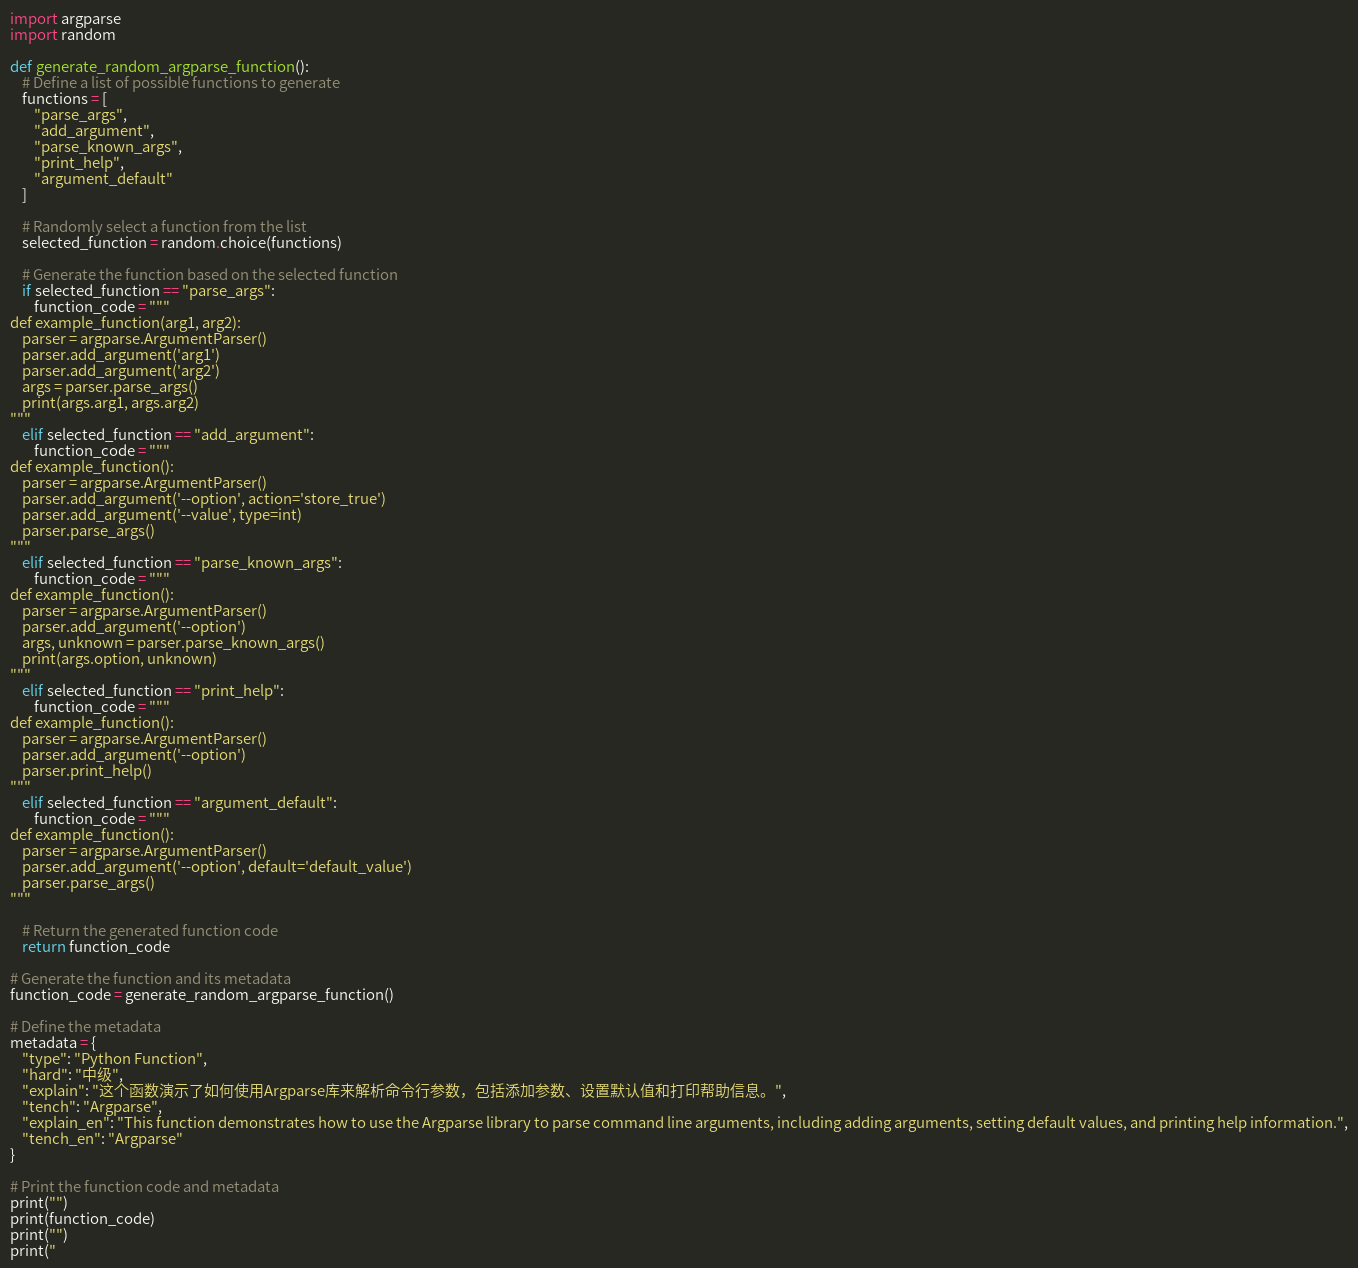 import argparse
import random

def generate_random_argparse_function():
    # Define a list of possible functions to generate
    functions = [
        "parse_args",
        "add_argument",
        "parse_known_args",
        "print_help",
        "argument_default"
    ]

    # Randomly select a function from the list
    selected_function = random.choice(functions)

    # Generate the function based on the selected function
    if selected_function == "parse_args":
        function_code = """
def example_function(arg1, arg2):
    parser = argparse.ArgumentParser()
    parser.add_argument('arg1')
    parser.add_argument('arg2')
    args = parser.parse_args()
    print(args.arg1, args.arg2)
"""
    elif selected_function == "add_argument":
        function_code = """
def example_function():
    parser = argparse.ArgumentParser()
    parser.add_argument('--option', action='store_true')
    parser.add_argument('--value', type=int)
    parser.parse_args()
"""
    elif selected_function == "parse_known_args":
        function_code = """
def example_function():
    parser = argparse.ArgumentParser()
    parser.add_argument('--option')
    args, unknown = parser.parse_known_args()
    print(args.option, unknown)
"""
    elif selected_function == "print_help":
        function_code = """
def example_function():
    parser = argparse.ArgumentParser()
    parser.add_argument('--option')
    parser.print_help()
"""
    elif selected_function == "argument_default":
        function_code = """
def example_function():
    parser = argparse.ArgumentParser()
    parser.add_argument('--option', default='default_value')
    parser.parse_args()
"""

    # Return the generated function code
    return function_code

# Generate the function and its metadata
function_code = generate_random_argparse_function()

# Define the metadata
metadata = {
    "type": "Python Function",
    "hard": "中级",
    "explain": "这个函数演示了如何使用Argparse库来解析命令行参数，包括添加参数、设置默认值和打印帮助信息。",
    "tench": "Argparse",
    "explain_en": "This function demonstrates how to use the Argparse library to parse command line arguments, including adding arguments, setting default values, and printing help information.",
    "tench_en": "Argparse"
}

# Print the function code and metadata
print("")
print(function_code)
print("")
print("